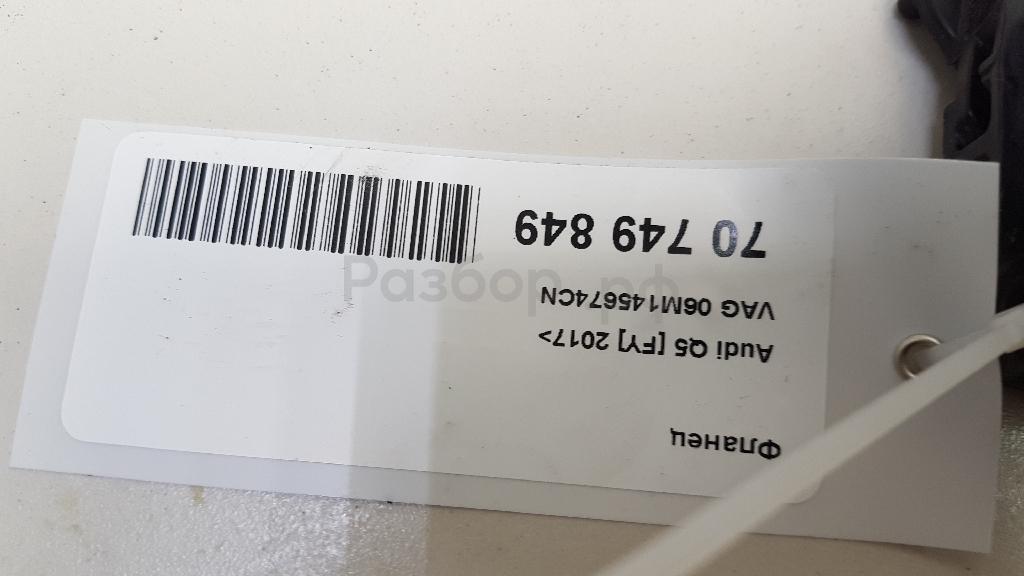 Фланец
Audi Q5 [FY] 2017>
VAG 06M145674CN
70 749 849
Разбор.рф